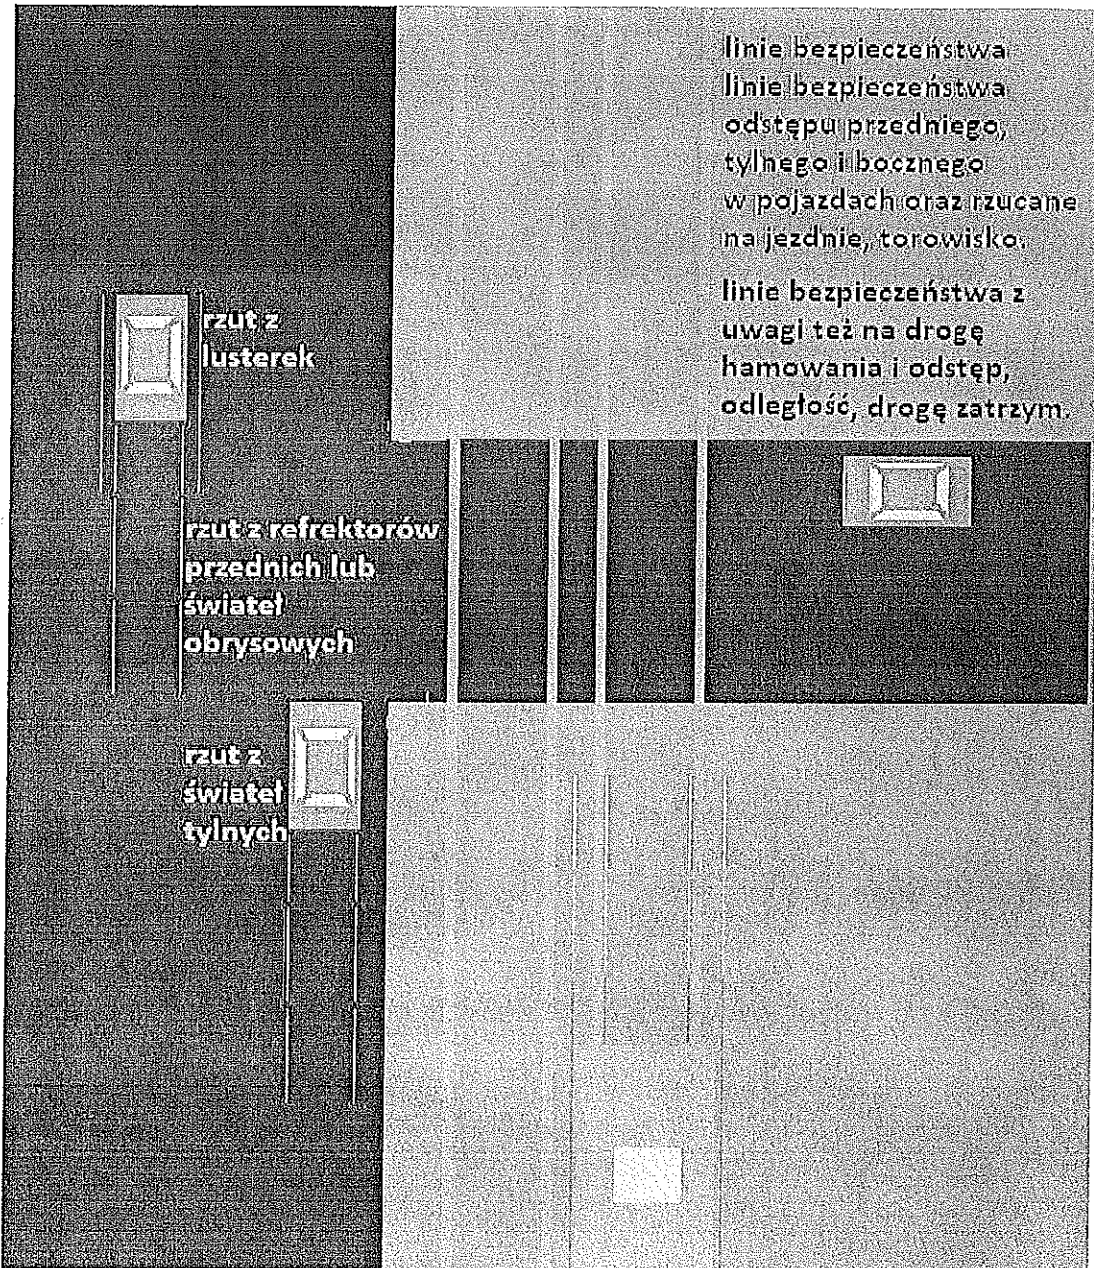 linie bezpieczeństwa
linie bezpieczeństwa
odstępu przedniego,
tylnego i bocznego
w pojazdach oraz rzucane
na jezdnie, torowisko.
linie bezpieczeństwa z
uwagi też na drogę
hamowania i odstęp,
odległość, drogę zatrzym.
rzut z
lusterek
rzut z refrektorów
przednich lub
świateł
obrysowych
rzut z
świateł
tylnych